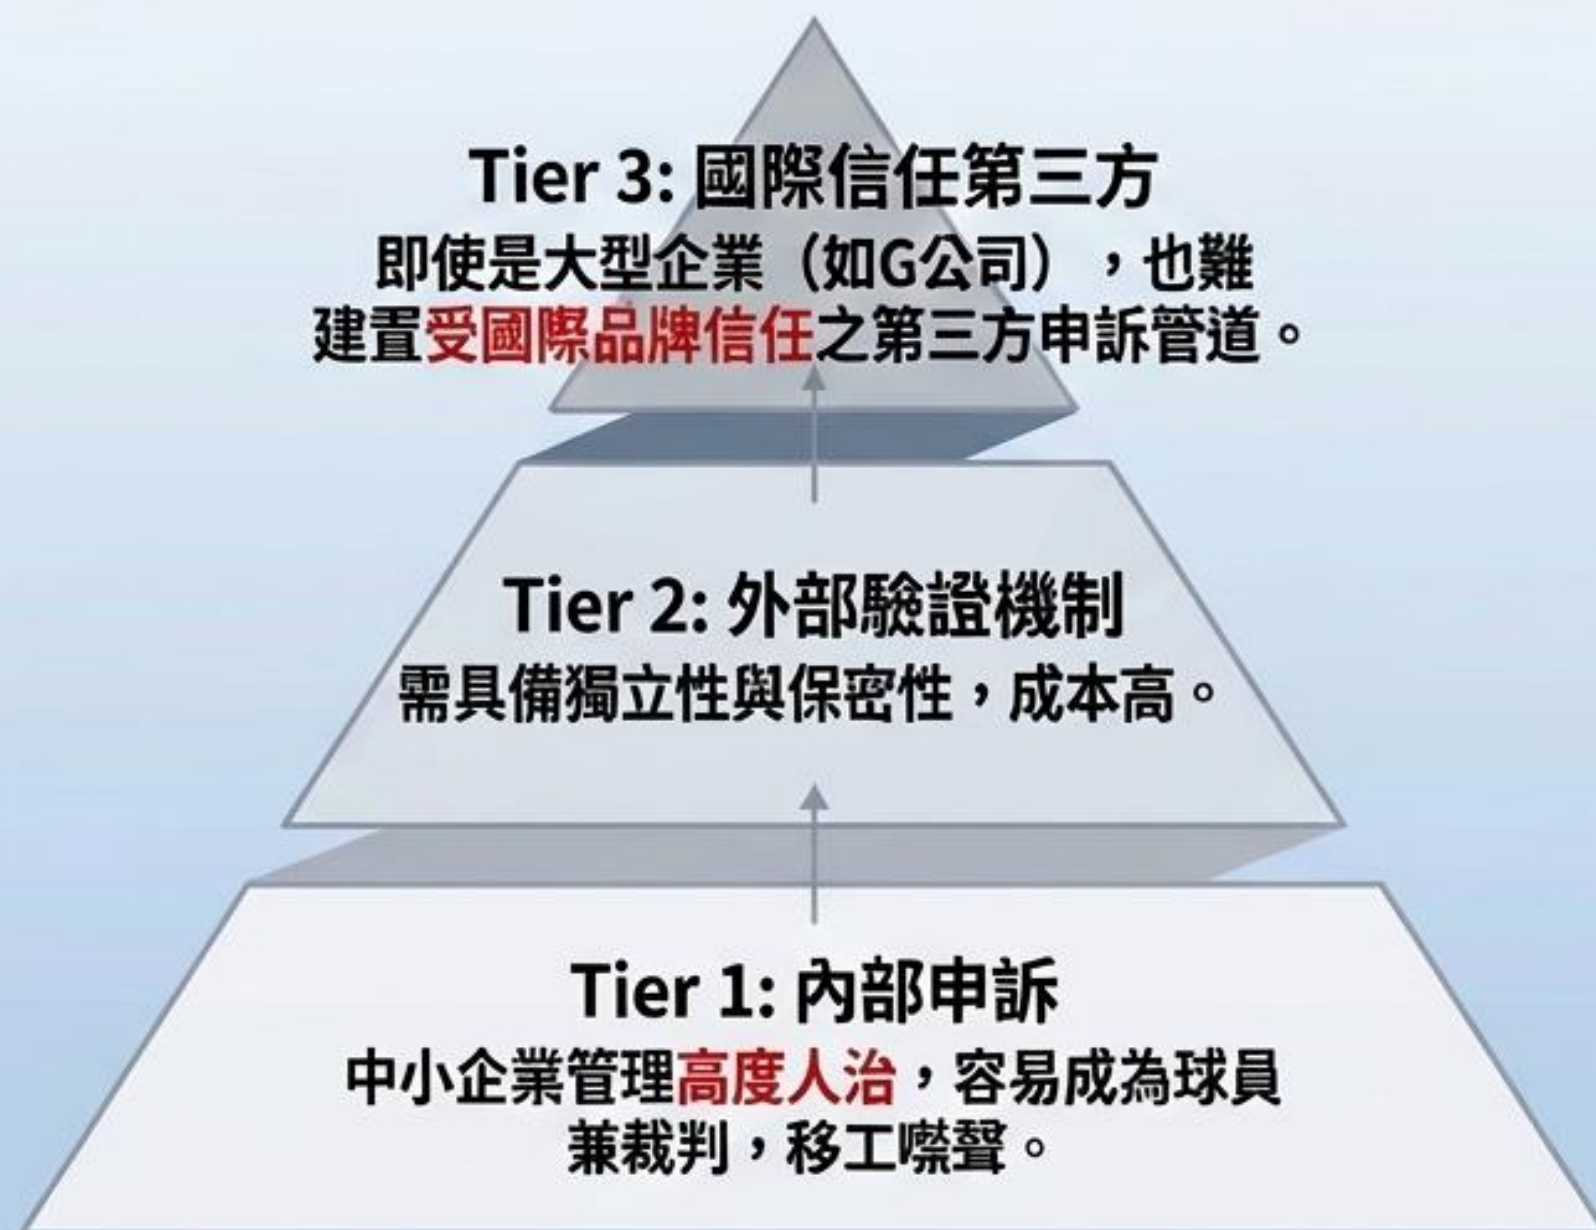 Tier 3: 國際信任第三方
即使是大型企業（如G公司），也難
建置受國際品牌信任之第三方申訴管道。
Tier 2: 外部驗證機制
需具備獨立性與保密性，成本高。
Tier 1: 內部申訴
中小企業管理高度人治，容易成為球員
兼裁判，移工噤聲。